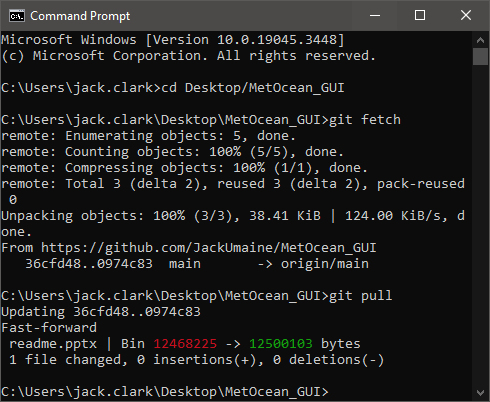 Command Prompt
Microsoft Windows [Version 10.0.19045.3448]
(c) Microsoft Corporation. All rights reserved.
C:\Users\jack.clark>cd Desktop/MetOcean_GUI
C:\Users\jack.clark\Desktop\MetOcean_GUI>git fetch
remote: Enumerating objects: 5, done.
remote: Counting objects: 100% (5/5), done.
remote: Compressing objects: 100% (1/1), done.
remote: Total 3 (delta 2), reused 3 (delta 2), pack-reused
 0
Unpacking objects: 100% (3/3), 38.41 KiB | 124.00 KiB/s, d
one.
From https://github.com/JackUmaine/MetOcean_GUI
   36cfd48..0974c83  main       -> origin/main
C:\Users\jack.clark\Desktop\MetOcean_GUI>git pull
Updating 36cfd48..0974c83
Fast-forward
 readme.pptx | Bin 12468225 -> 12500103 bytes
 1 file changed, 0 insertions(+), 0 deletions(-)
C:\Users\jack.clark\Desktop\MetOcean_GUI>